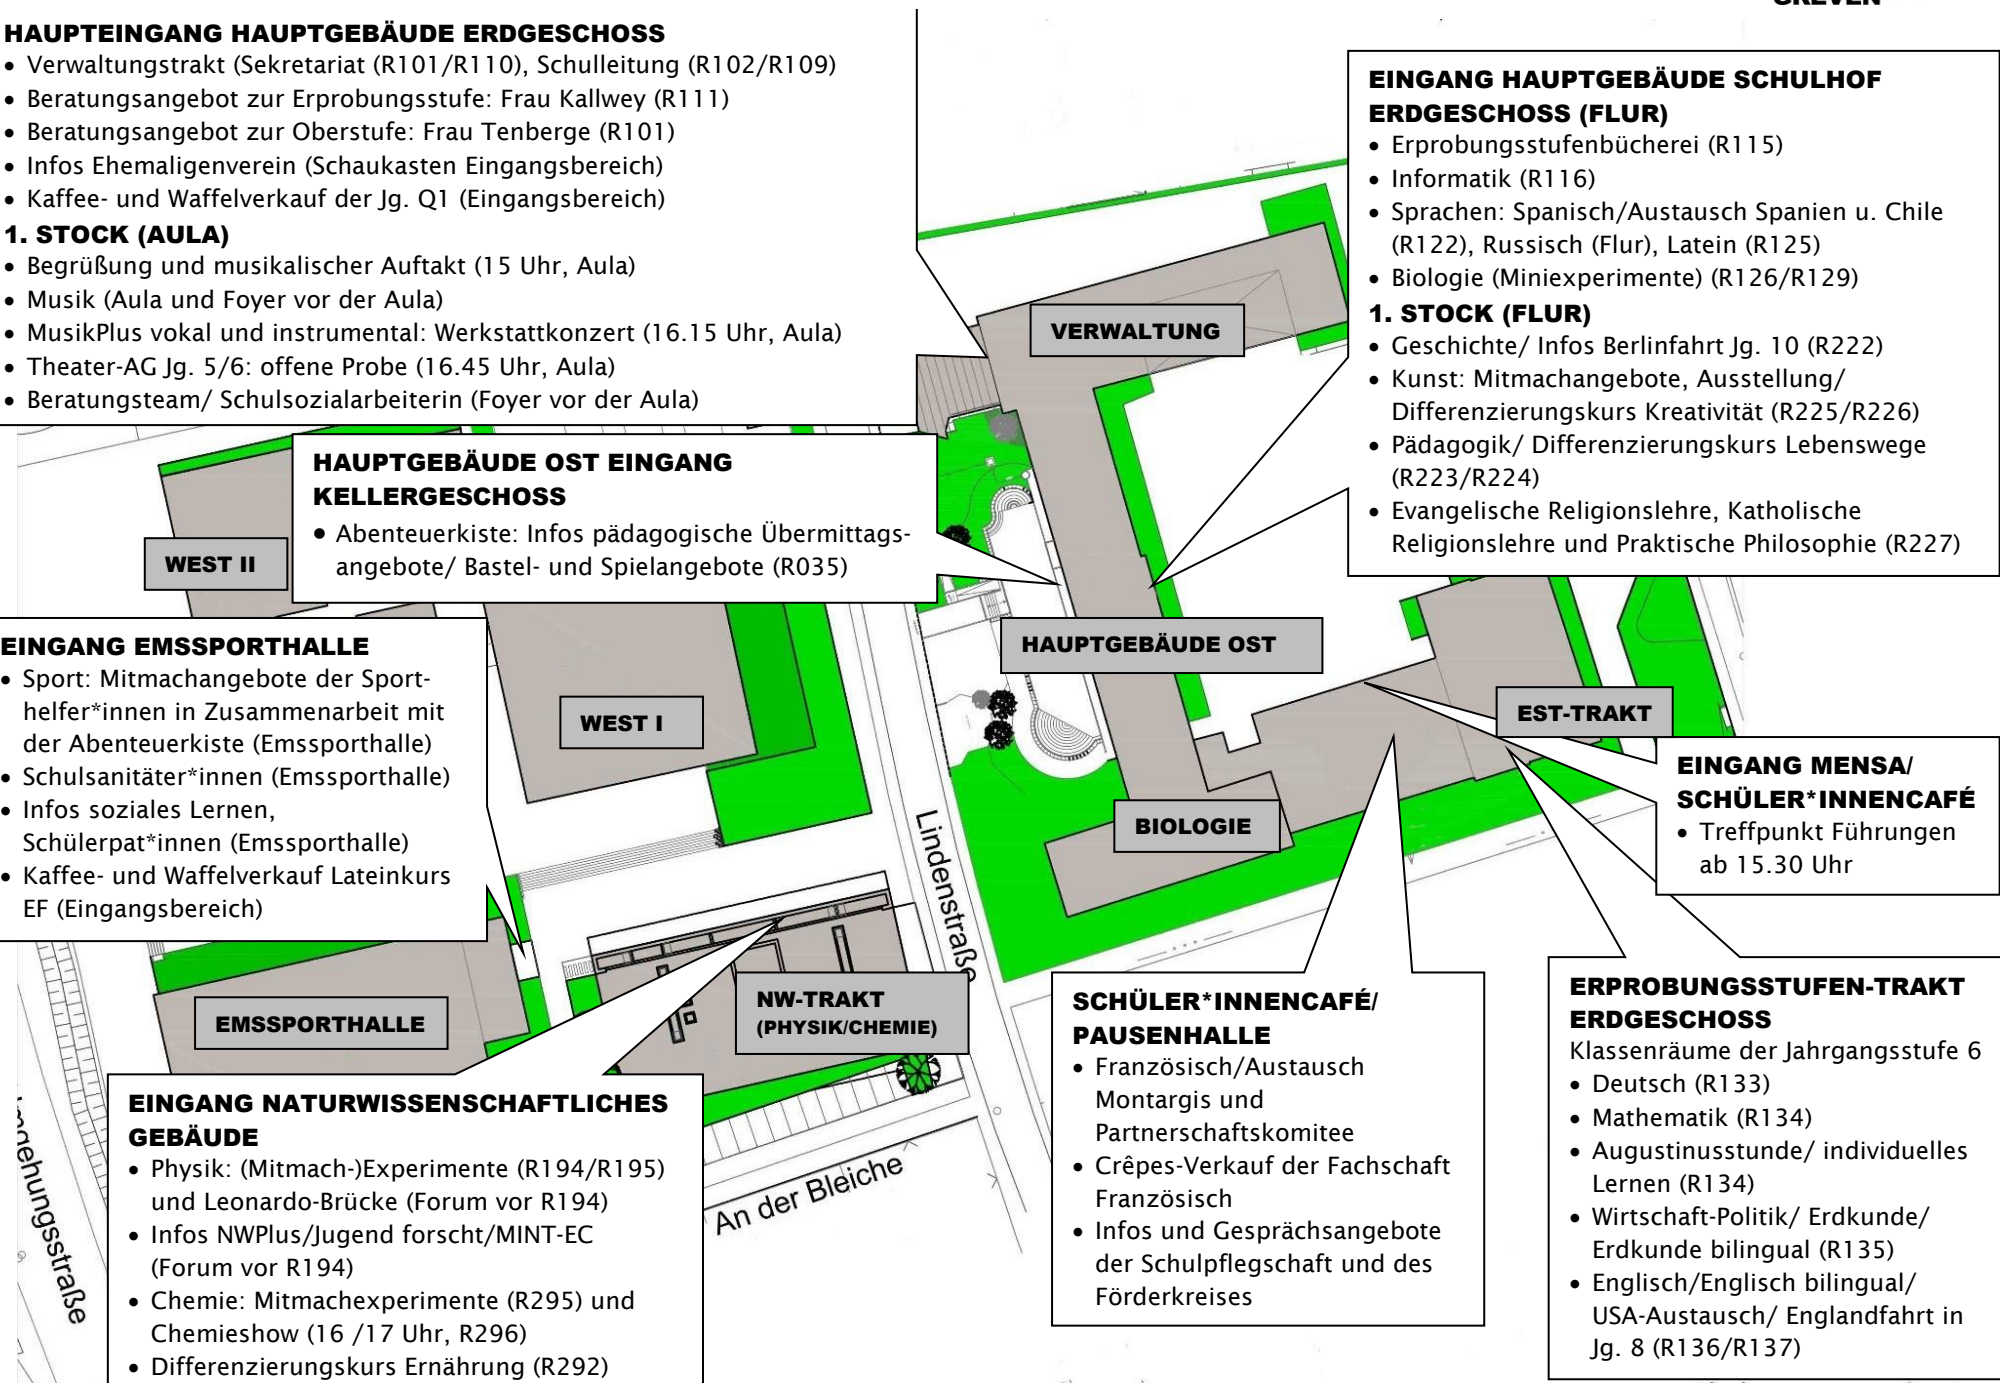 GREVEN
HAUPTEINGANG HAUPTGEBÄUDE ERDGESCHOSS
• Verwaltungstrakt (Sekretariat (R101/R110), Schulleitung (R102/R109)
• Beratungsangebot zur Erprobungsstufe: Frau Kallwey (R111)
• Beratungsangebot zur Oberstufe: Frau Tenberge (R101)
• Infos Ehemaligenverein (Schaukasten Eingangsbereich)
• Kaffee- und Waffelverkauf der Jg. Q1 (Eingangsbereich)
1. STOCK (AULA)
• Begrüßung und musikalischer Auftakt (15 Uhr, Aula)
• Musik (Aula und Foyer vor der Aula)
• MusikPlus vokal und instrumental: Werkstattkonzert (16.15 Uhr, Aula)
• Theater-AG Jg. 5/6: offene Probe (16.45 Uhr, Aula)
• Beratungsteam/ Schulsozialarbeiterin (Foyer vor der Aula)
EINGANG HAUPTGEBÄUDE SCHULHOF
ERDGESCHOSS (FLUR)
• Erprobungsstufenbücherei (R115)
• Informatik (R116)
• Sprachen: Spanisch/Austausch Spanien u. Chile
(R122), Russisch (Flur), Latein (R125)
• Biologie (Miniexperimente) (R126/R129)
1. STOCK (FLUR)
• Geschichte/ Infos Berlinfahrt Jg. 10 (R222)
• Kunst: Mitmachangebote, Ausstellung/
Differenzierungskurs Kreativität (R225/R226)
• Pädagogik/ Differenzierungskurs Lebenswege
(R223/R224)
• Evangelische Religionslehre, Katholische
Religionslehre und Praktische Philosophie (R227)
VERWALTUNG
HAUPTGEBÄUDE OST EINGANG
KELLERGESCHOSS
• Abenteuerkiste: Infos pädagogische Übermittags-
angebote/ Bastel- und Spielangebote (R035)
WEST II
EINGANG EMSSPORTHALLE
• Sport: Mitmachangebote der Sport-
helfer*innen in Zusammenarbeit mit
der Abenteuerkiste (Emssporthalle)
• Schulsanitäter*innen (Emssporthalle)
• Infos soziales Lernen,
Schülerpat*innen (Emssporthalle)
• Kaffee- und Waffelverkauf Lateinkurs
EF (Eingangsbereich)
WEST I
HAUPTGEBÄUDE OST
EST-TRAKT
BIOLOGIE
Lindenstraße
EINGANG MENSA/
SCHÜLER*INNENCAFÉ
• Treffpunkt Führungen
ab 15.30 Uhr
EMSSPORTHALLE
NW-TRAKT
(PHYSIK/CHEMIE)
EINGANG NATURWISSENSCHAFTLICHES
GEBÄUDE
• Physik: (Mitmach-)Experimente (R194/R195)
und Leonardo-Brücke (Forum vor R194)
• Infos NWPlus/Jugend forscht/MINT-EC
(Forum vor R194)
• Chemie: Mitmachexperimente (R295) und
Chemieshow (16 /17 Uhr, R296)
• Differenzierungskurs Ernährung (R292)
An der Bleiche
SCHÜLER*INNENCAFÉ/
PAUSENHALLE
• Französisch/Austausch
Montargis und
Partnerschaftskomitee
• Crêpes-Verkauf der Fachschaft
Französisch
• Infos und Gesprächsangebote
der Schulpflegschaft und des
Förderkreises
ERPROBUNGSSTUFEN-TRAKT
ERDGESCHOSS
Klassenräume der Jahrgangsstufe 6
• Deutsch (R133)
• Mathematik (R134)
• Augustinusstunde/ individuelles
Lernen (R134)
• Wirtschaft-Politik/ Erdkunde/
Erdkunde bilingual (R135)
• Englisch/Englisch bilingual/
USA-Austausch/ Englandfahrt in
Jg. 8 (R136/R137)